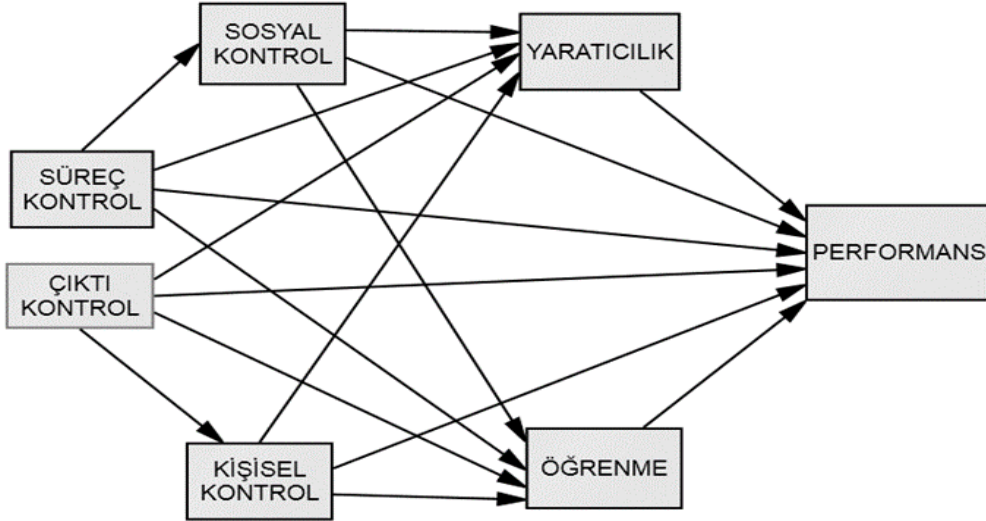 SOSYAL
KONTROL
YARATICILIK
SÜREÇ
KONTROL
PERFORMANS
ÇIKTI
KONTROL
KİŞİSEL
KONTROL
ÖĞRENME